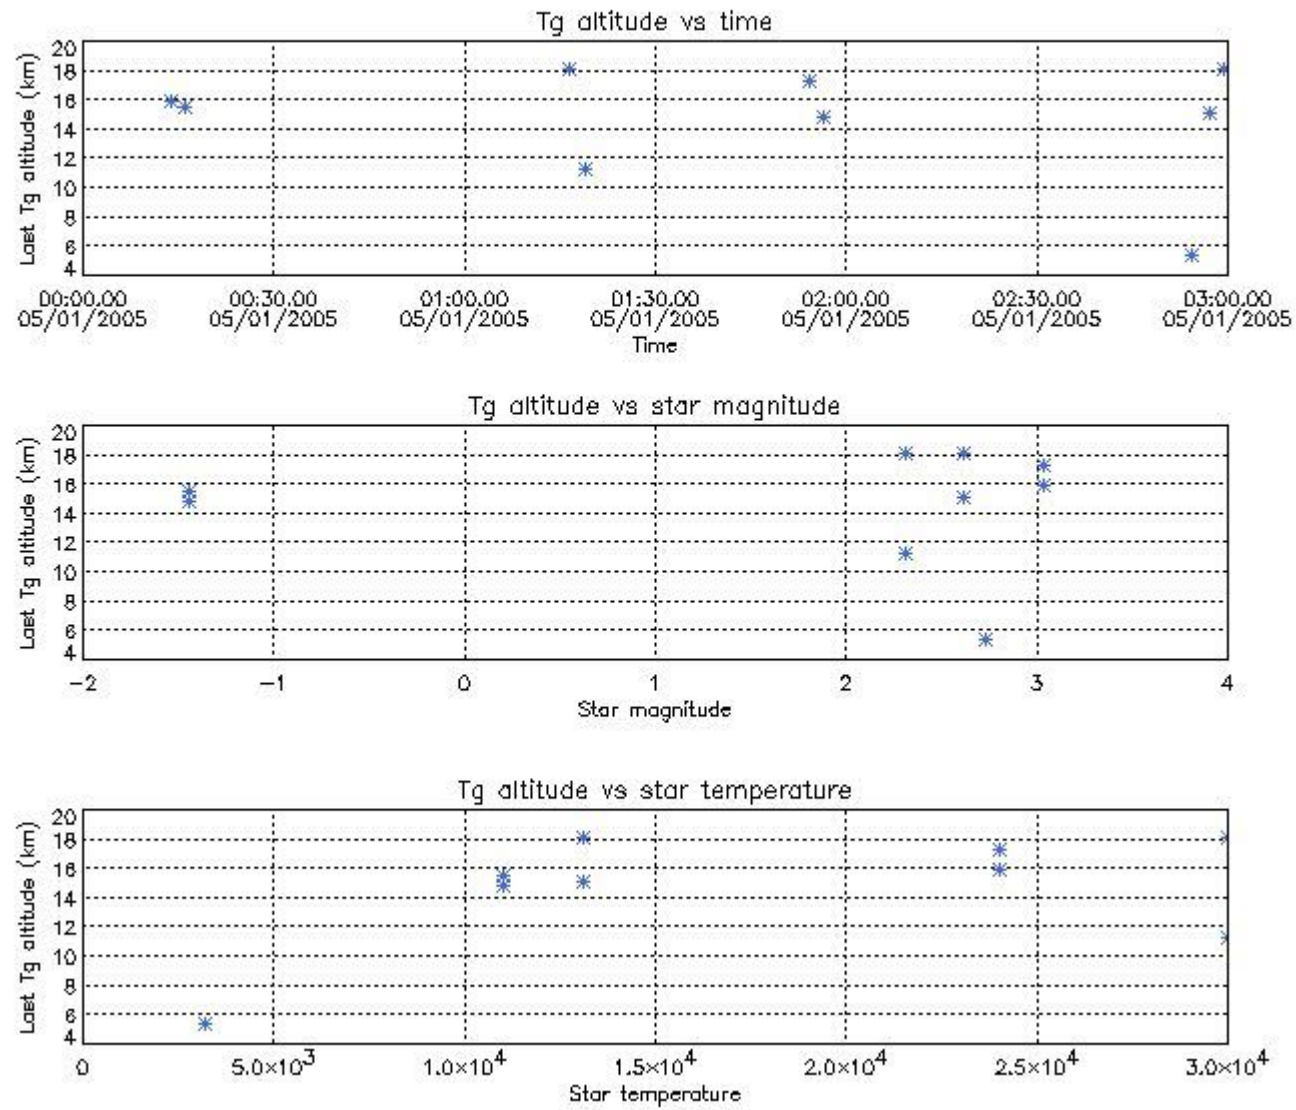 Tg altitude vs time
Last Tg altitude (km)
20
18
16
14
12
10
8
6
4
00:00.00 00:30.00 01:00.00 01:30.00 02:00.00 02:30.00 03:00.00
05/01/2005 05/01/2005 05/01/2005 05/01/2005 05/01/2005 05/01/2005 05/01/2005
Time
Tg altitude vs star magnitude
Last Tg altitude (km)
20
18
16
14
12
10
8
6
4
-2 -1 0 1 2 3 4
Star magnitude
Tg altitude vs star temperature
Last Tg altitude (km)
20
18
16
14
12
10
8
6
4
0 5.0×10³ 1.0×10⁴ 1.5×10⁴ 2.0×10⁴ 2.5×10⁴ 3.0×10⁴
Star temperature